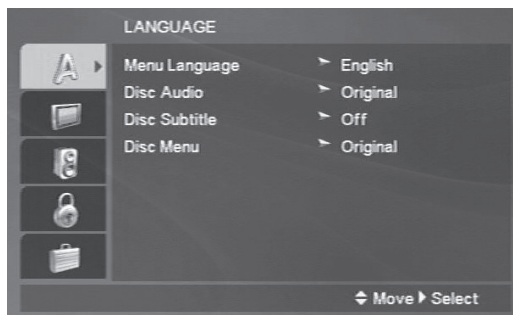 LANGUAGE
A
Menu Language English
Disc Audio Original
Disc Subtitle Off
Disc Menu Original
Move Select